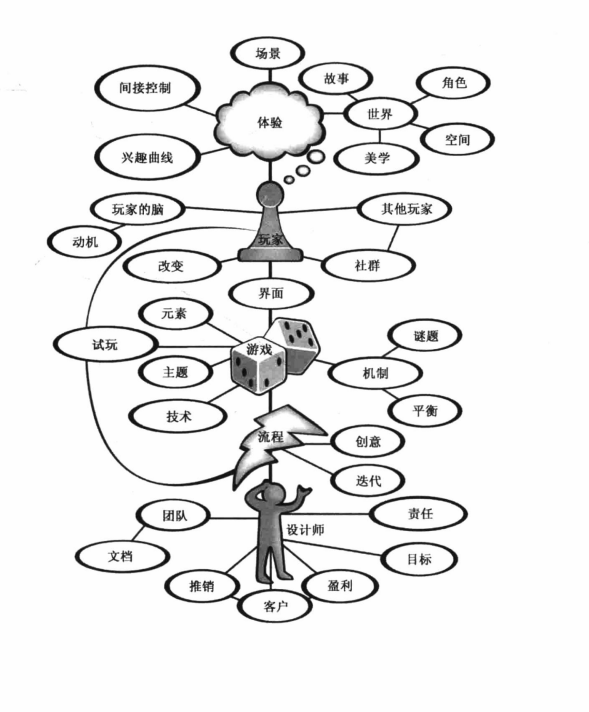 场景
故事
角色
间接控制
世界
体验
空间
兴趣曲线
美学
玩家的脑
其他玩家
动机
玩家
改变
社群
界面
元素
谜题
试玩
游戏
主题
机制
技术
平衡
流程
创意
迭代
团队
责任
设计师
文档
目标
推销
盈利
客户